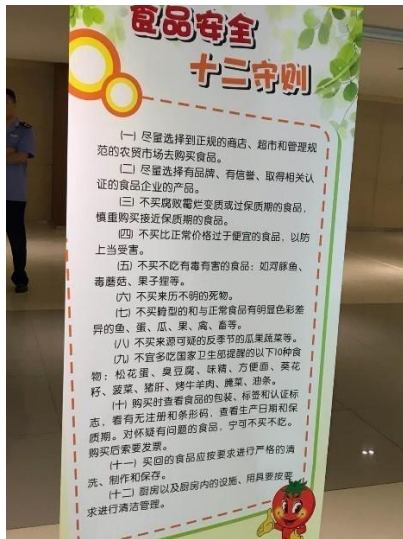 食品安全
十二守则
(一) 尽量选择到正规的商店、超市和管理规
范的农贸市场去购买食品。
(二) 尽量选择有品牌、有信誉、取得相关认
证的食品企业的产品。
(三) 不买腐败霉烂变质或过保质期的食品，
慎重购买接近保质期的食品。
(四) 不买比正常价格过于便宜的食品，以防
上当受害。
(五) 不买不吃有毒有害的食品：如河豚鱼、
毒蘑菇、果子狸等。
(六) 不买来历不明的死物。
(七) 不买畸型的和与正常食品有明显色彩差
异的鱼、蛋、瓜、果、禽、畜等。
(八) 不买来源可疑的反季节的瓜果蔬菜等。
(九) 不宜多吃国家卫生部提醒的以下10种食
物：松花蛋、臭豆腐、味精、方便面、葵花
籽、菠菜、猪肝、烤牛羊肉、腌菜、油条。
(十) 购买时查看食品的包装、标签和认证标
志，看有无注册和条形码，查看生产日期和保
质期。对怀疑有问题的食品，宁可不买不吃。
购买后索要发票。
(十一) 买回的食品应按要求进行严格的清
洗、制作和保存。
(十二) 厨房以及厨房内的设施、用具要按要
求进行清洁管理。